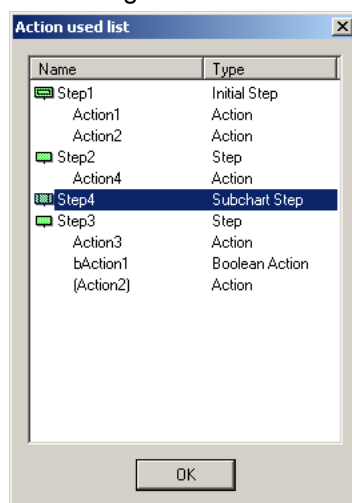 Action used list
Name Type
Step1 Initial Step
Action1 Action
Action2 Action
Step2 Step
Action4 Action
Step4 Subchart Step
Step3 Step
Action3 Action
bAction1 Boolean Action
(Action2) Action
OK